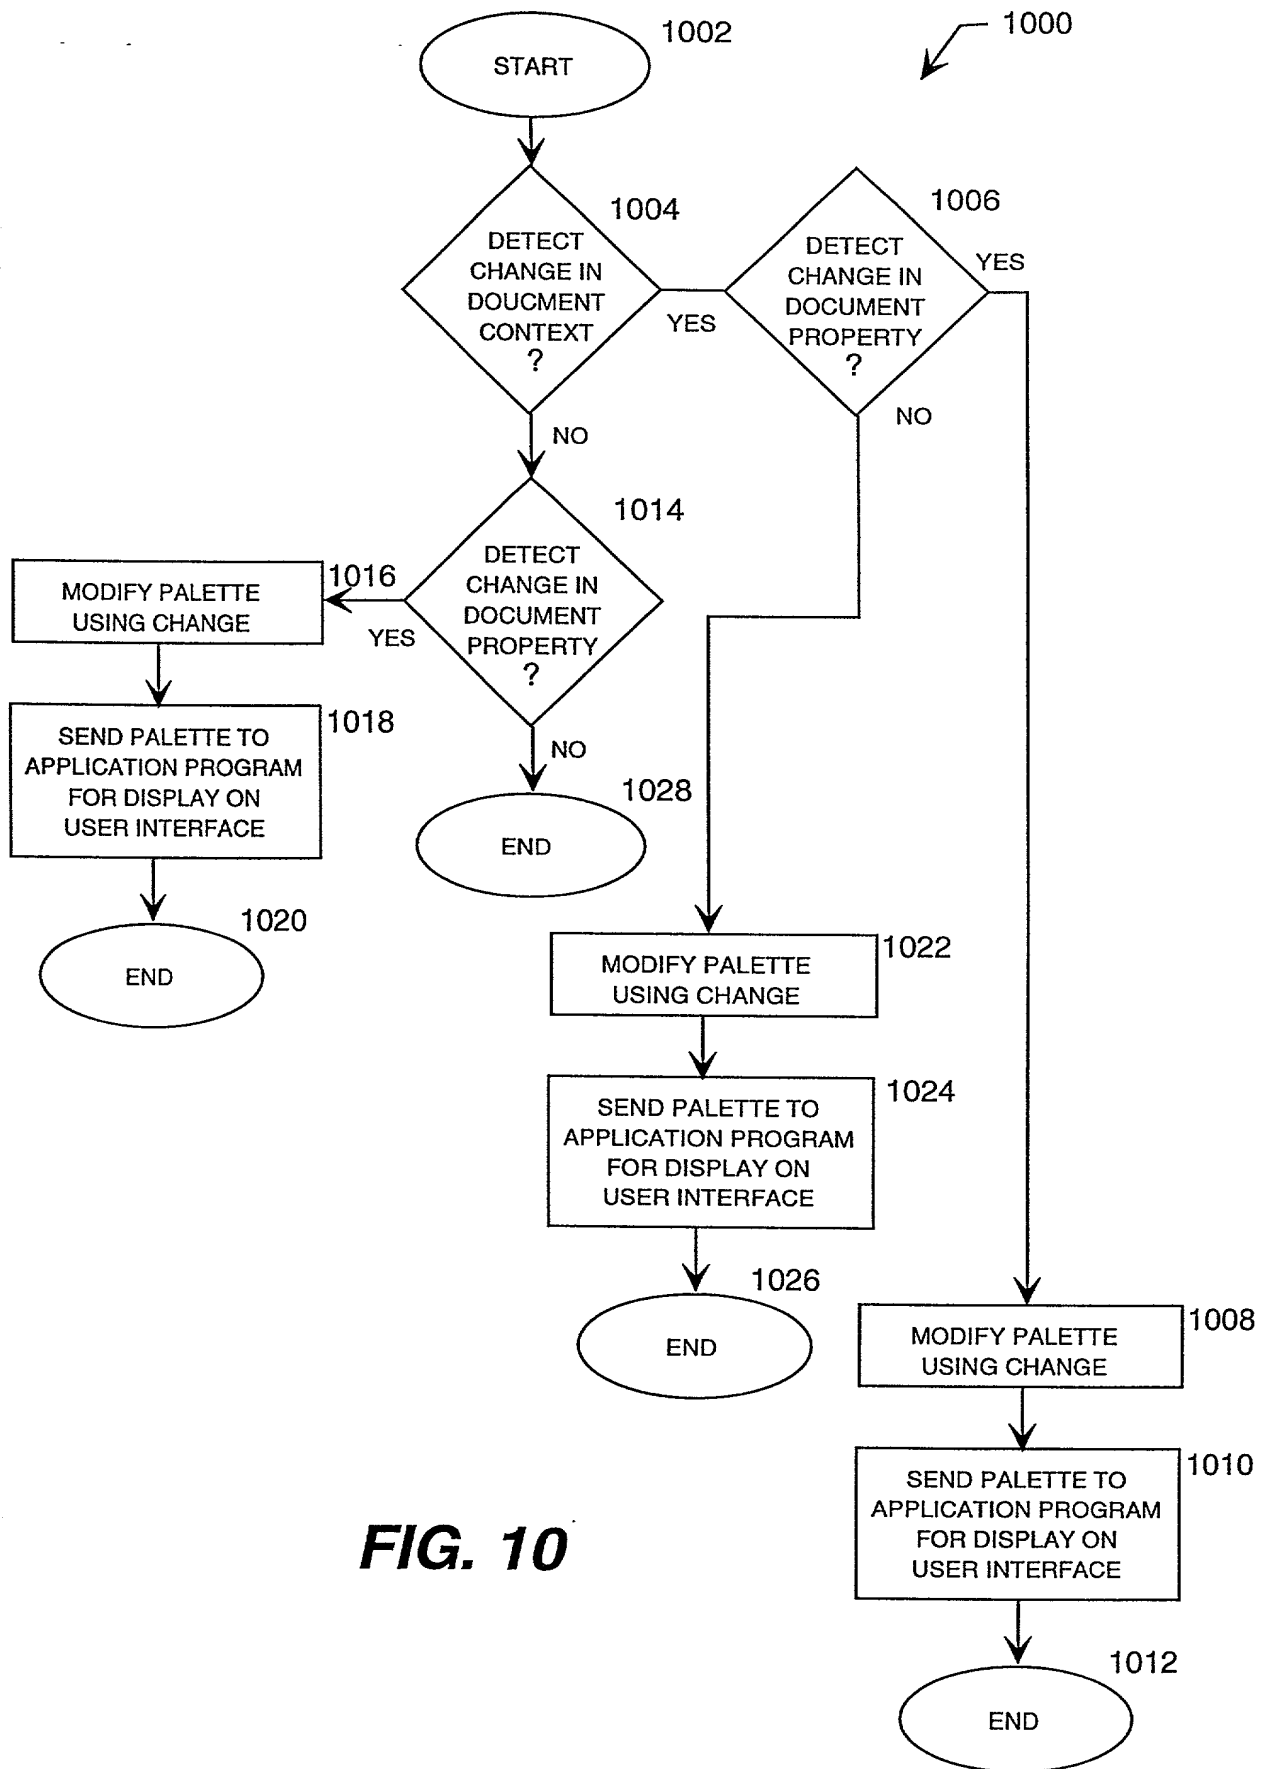 1002
1000
START
1004
1006
DETECT
CHANGE IN
DOUCMENT
CONTEXT
?
YES
DETECT
CHANGE IN
DOCUMENT
PROPERTY
?
YES
NO
NO
1014
DETECT
CHANGE IN
DOCUMENT
PROPERTY
?
YES
1016
MODIFY PALETTE
USING CHANGE
1018
SEND PALETTE TO
APPLICATION PROGRAM
FOR DISPLAY ON
USER INTERFACE
1020
END
NO
1028
END
1022
MODIFY PALETTE
USING CHANGE
1024
SEND PALETTE TO
APPLICATION PROGRAM
FOR DISPLAY ON
USER INTERFACE
1026
END
1008
MODIFY PALETTE
USING CHANGE
1010
SEND PALETTE TO
APPLICATION PROGRAM
FOR DISPLAY ON
USER INTERFACE
1012
END
FIG. 10